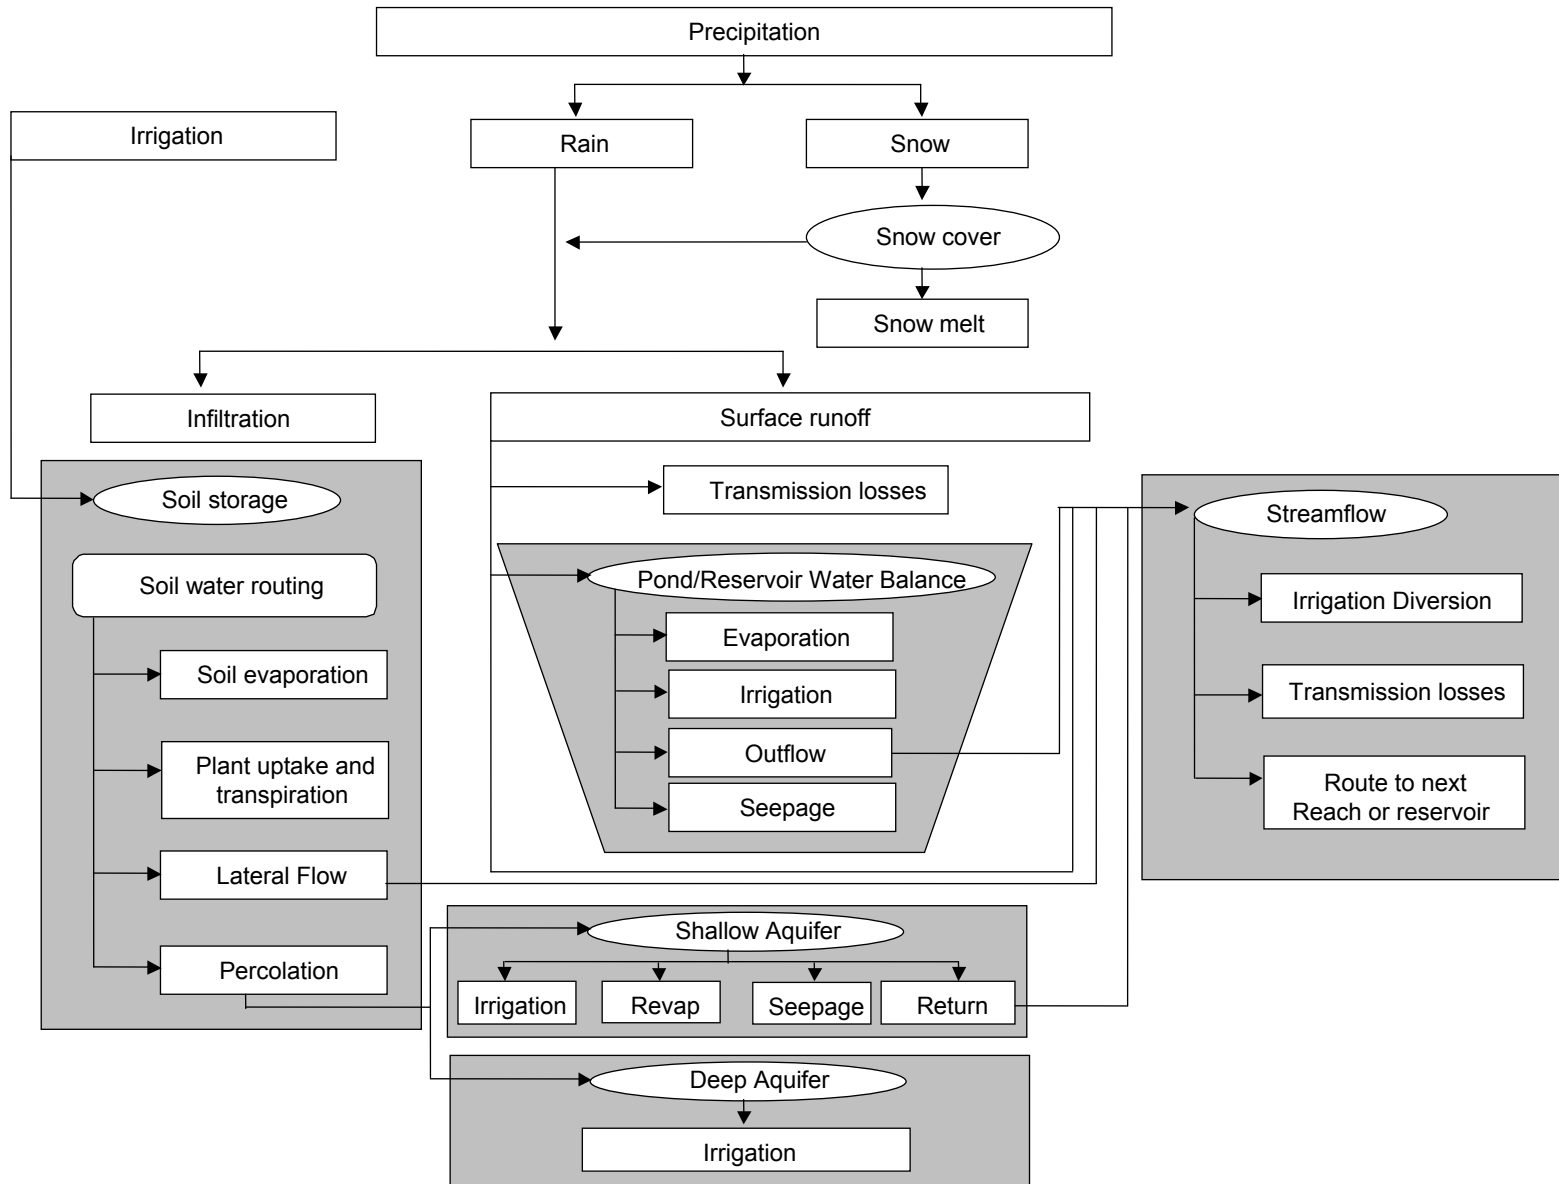 Precipitation
Irrigation
Rain
Snow
Snow cover
Snow melt
Infiltration
Surface runoff
Soil storage
Transmission losses
Streamflow
Soil water routing
Pond/Reservoir Water Balance
Irrigation Diversion
Evaporation
Soil evaporation
Irrigation
Transmission losses
Outflow
Plant uptake and
transpiration
Route to next
Reach or reservoir
Seepage
Lateral Flow
Shallow Aquifer
Percolation
Irrigation
Revap
Seepage
Return
Deep Aquifer
Irrigation